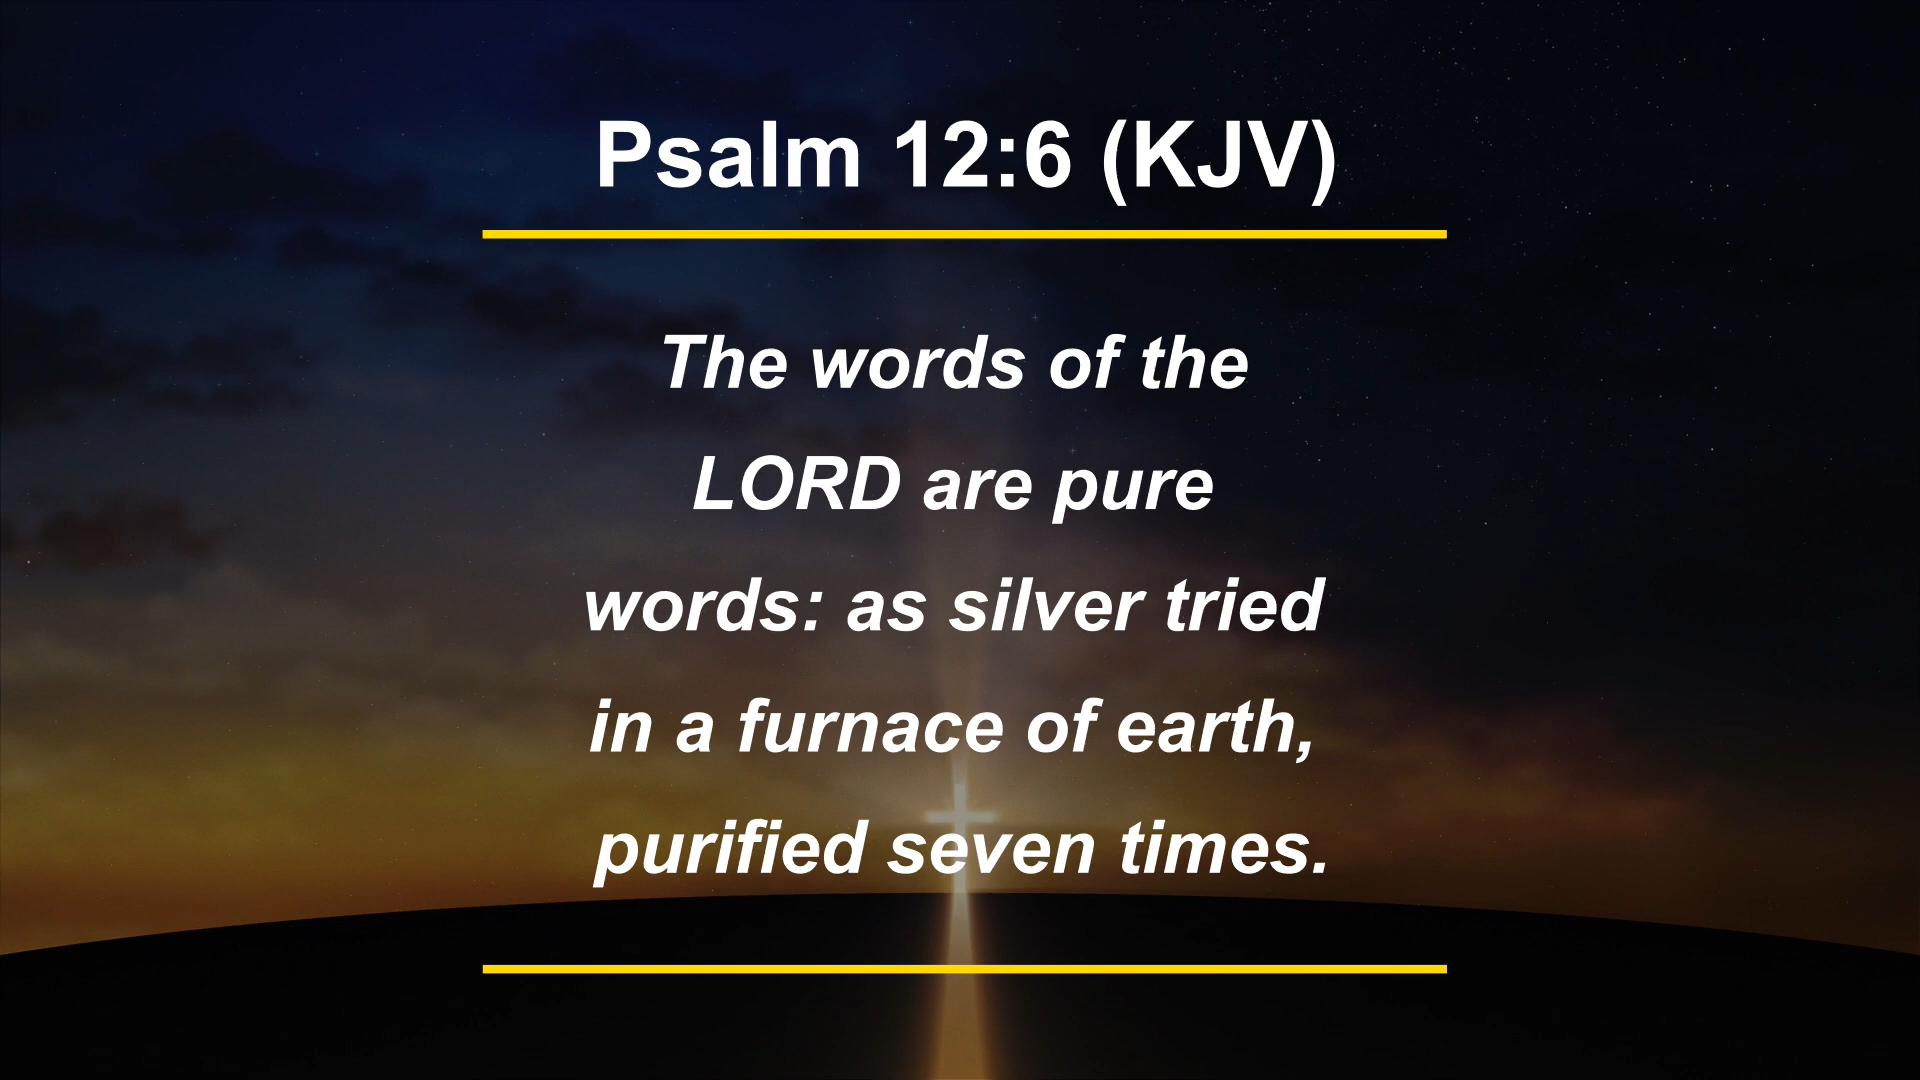 Psalm 12:6 (KJV)
The words of the
LORD are pure
words: as silver tried
in a furnace of earth,
purified seven times.